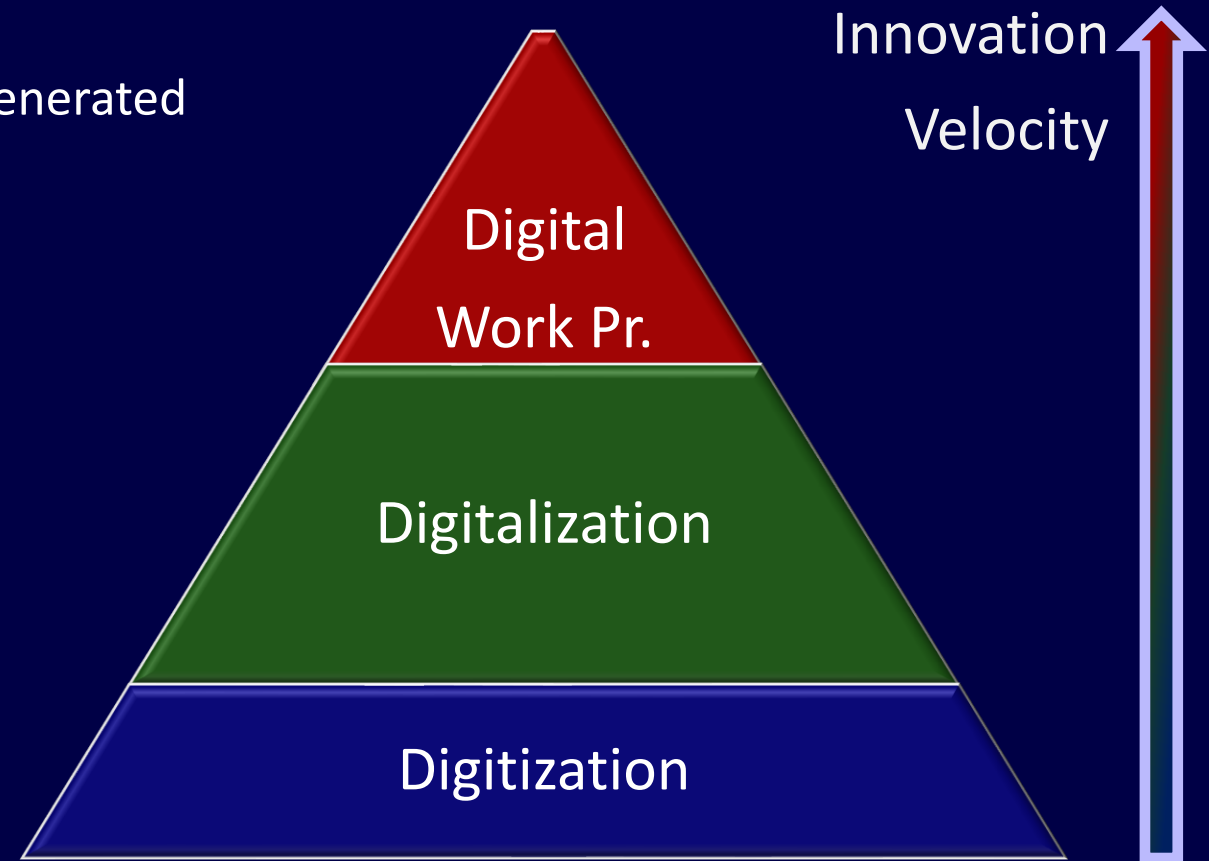 Innovation
Velocity
enerated
Digital
Work Pr.
Digitalization
Digitization